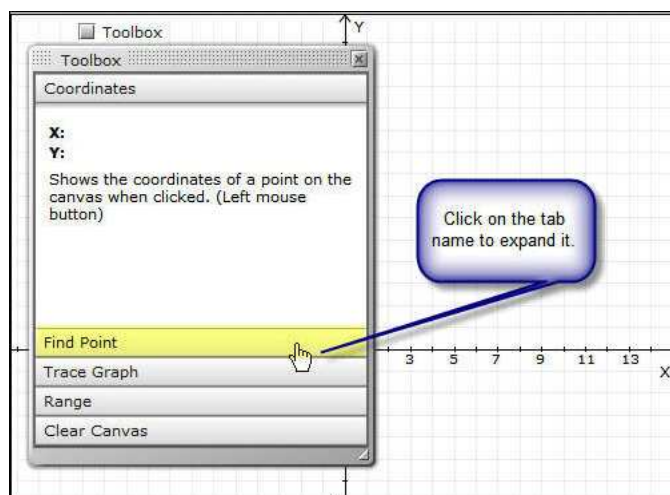 Toolbox
Y
Toolbox
Coordinates
X:
Y:
Shows the coordinates of a point on the
canvas when clicked. (Left mouse
button)
Click on the tab
name to expand it.
Find Point
3 5 7 9 11 13
X
Trace Graph
Range
Clear Canvas